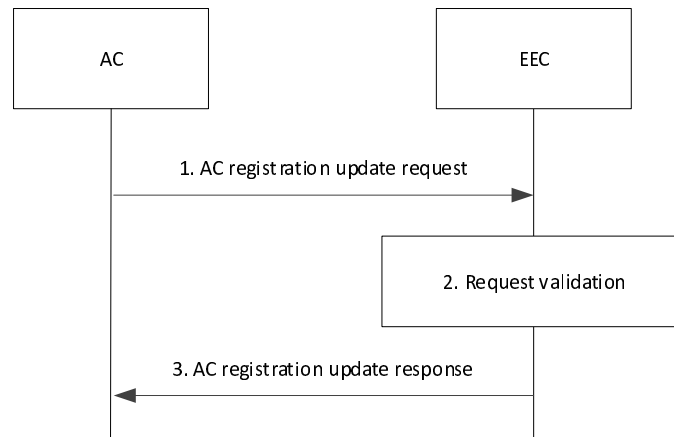 AC
EEC
1. AC registration update request
2. Request validation
3. AC registration update response